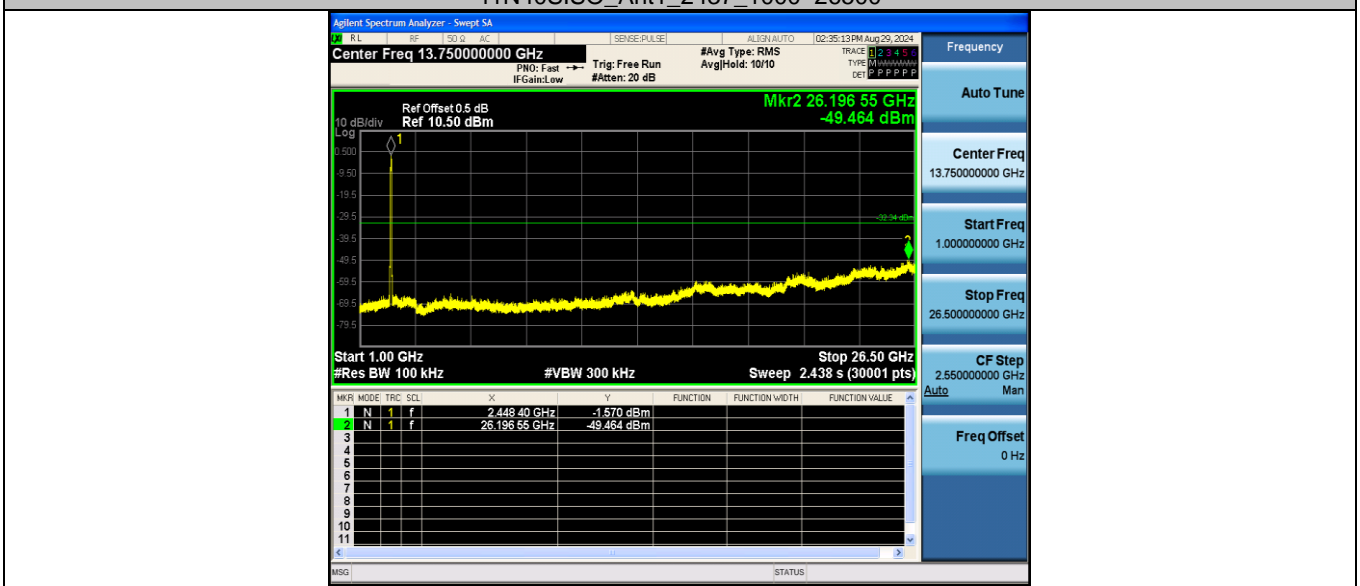 Agilent Spectrum Analyzer - Swept SA
RL RF 50 Ω AC SENSE:PULSE ALIGN AUTO 02:35:13 PM Aug 29, 2024
Center Freq 13.750000000 GHz
PNO: Fast
IFGain:Low
Trig: Free Run
#Atten: 20 dB
#Avg Type: RMS
Avg|Hold: 10/10
TRACE 1 2 3 4 5 6
TYPE M
DET P P P P P P
Frequency
Ref Offset 0.5 dB
10 dB/div Ref 10.50 dBm
Log
Mkr2 26.196 55 GHz
-49.464 dBm
1
0.500
-9.50
-19.5
-29.5
-32.34 dBm
-39.5
2
-49.5
-59.5
-69.5
-79.5
Start 1.00 GHz Stop 26.50 GHz
#Res BW 100 kHz #VBW 300 kHz Sweep 2.438 s (30001 pts)
MKR MODE TRC SCL X Y FUNCTION FUNCTION WIDTH FUNCTION VALUE
1 N 1 f 2.448 40 GHz -1.570 dBm
2 N 1 f 26.196 55 GHz -49.464 dBm
3
4
5
6
7
8
9
10
11
MSG STATUS
Auto Tune
Center Freq
13.750000000 GHz
Start Freq
1.000000000 GHz
Stop Freq
26.500000000 GHz
CF Step
2.550000000 GHz
Auto Man
Freq Offset
0 Hz